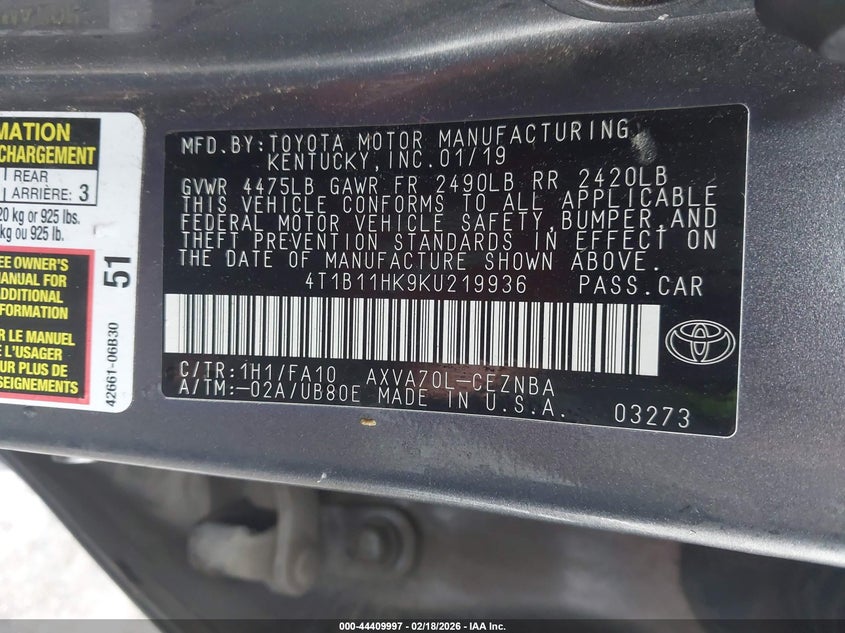 MATION
CHARGEMENT
REAR
ARRIÈRE: 3
20 kg or 925 lbs.
kg ou 925 lb.
EE OWNER'S
MANUAL FOR
ADDITIONAL
FORMATION
R LE MANUEL
L'USAGER
UR PLUS DE
SEIGNEMENTS
51
42661-06B30
MFD.BY:TOYOTA MOTOR MANUFACTURING
KENTUCKY,INC.01/19
GVWR 4475LB GAWR FR 2490LB RR 2420LB
THIS VEHICLE CONFORMS TO ALL APPLICABLE
FEDERAL MOTOR VEHICLE SAFETY,BUMPER,AND
THEFT PREVENTION STANDARDS IN EFFECT ON
THE DATE OF MANUFACTURE SHOWN ABOVE.
4T1B11HK9KU219936 PASS.CAR
C/TR:1H1/FA10 AXVA70L-CEZNBA
A/TM:-02A/UB80E MADE IN U.S.A. 03273
000-44409997 - 02/18/2026 - IAA Inc.